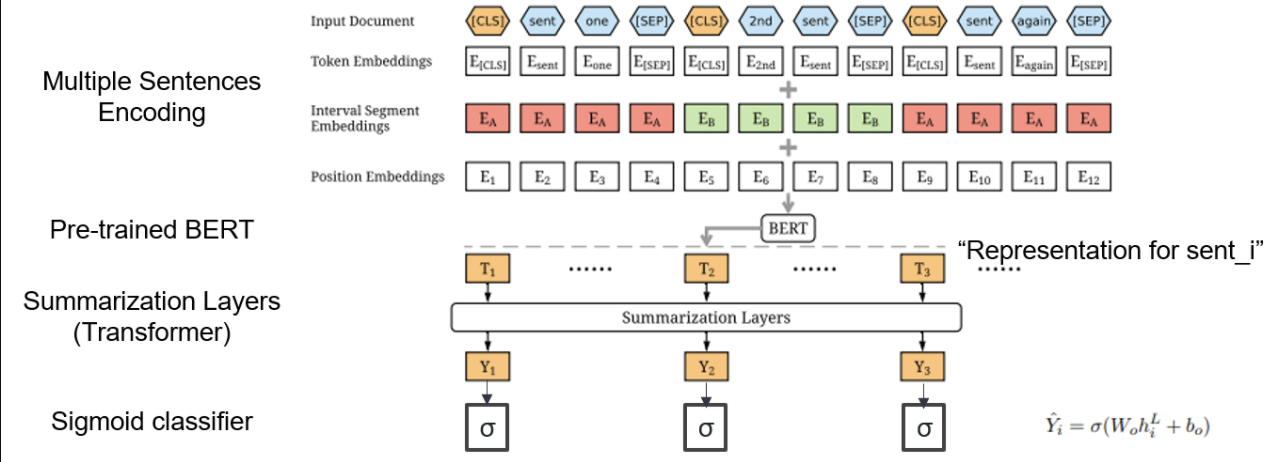 Input Document [CLS] sent one [SEP] [CLS] 2nd sent [SEP] [CLS] sent again [SEP]
Token Embeddings E[CLS] Esent Eone E[SEP] E[CLS] E2nd Esent E[SEP] E[CLS] Esent Eagain E[SEP]
Multiple Sentences
Encoding
+
Interval Segment
Embeddings
EA EA EA EA EB EB EB EB EA EA EA EA
+
Position Embeddings E1 E2 E3 E4 E5 E6 E7 E8 E9 E10 E11 E12
Pre-trained BERT
BERT
“Representation for sent_i”
T1 ...... T2 ...... T3 ......
Summarization Layers
(Transformer)
Summarization Layers
Y1 Y2 Y3
Sigmoid classifier
σ σ σ
Ŷi = σ(Wo hiL + bo)